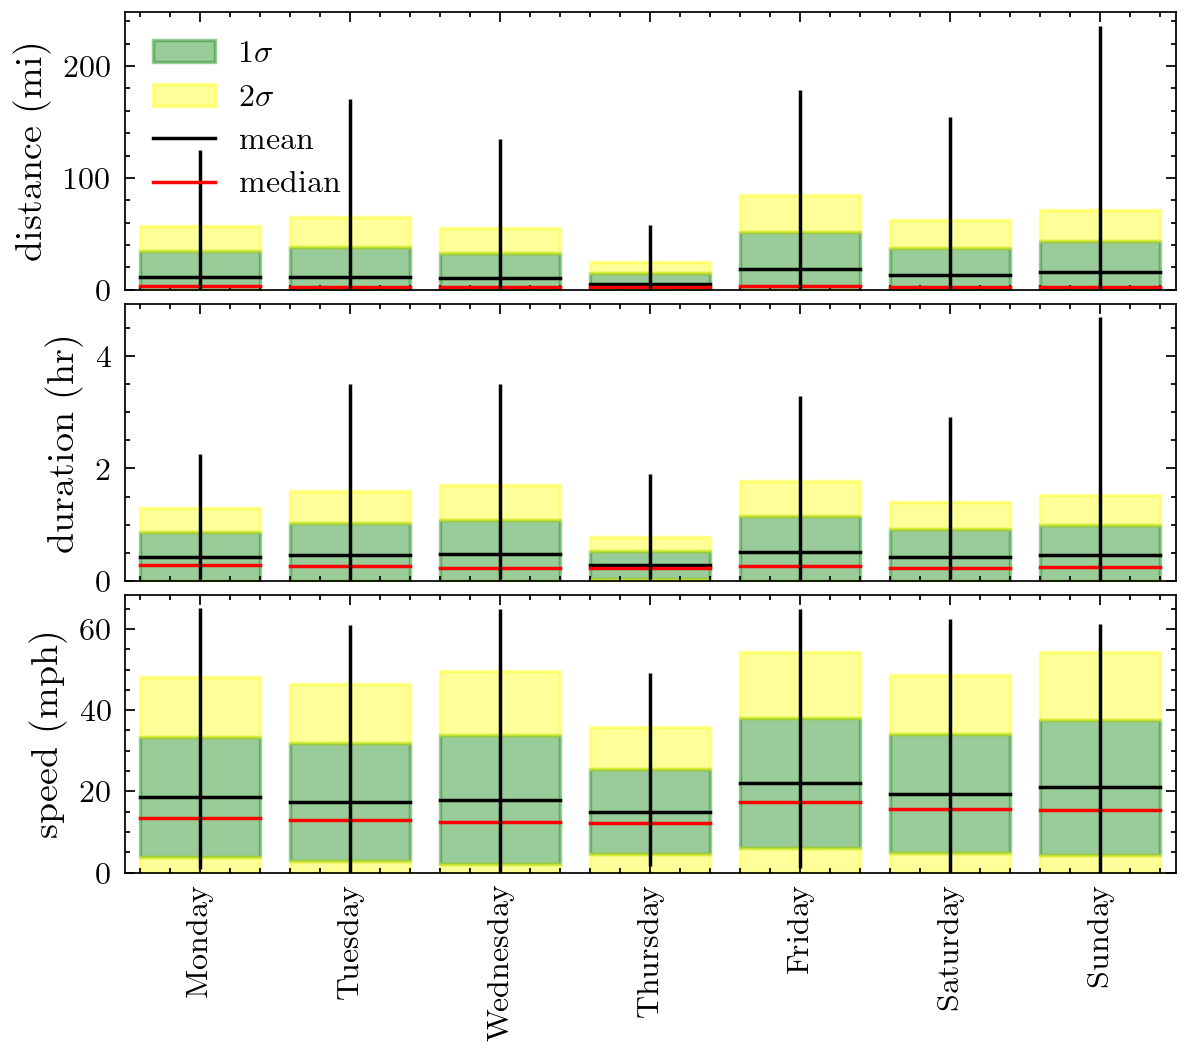 distance (mi)
200
100
0
1σ
2σ
mean
median
duration (hr)
4
2
0
speed (mph)
60
40
20
0
Monday
Tuesday
Wednesday
Thursday
Friday
Saturday
Sunday